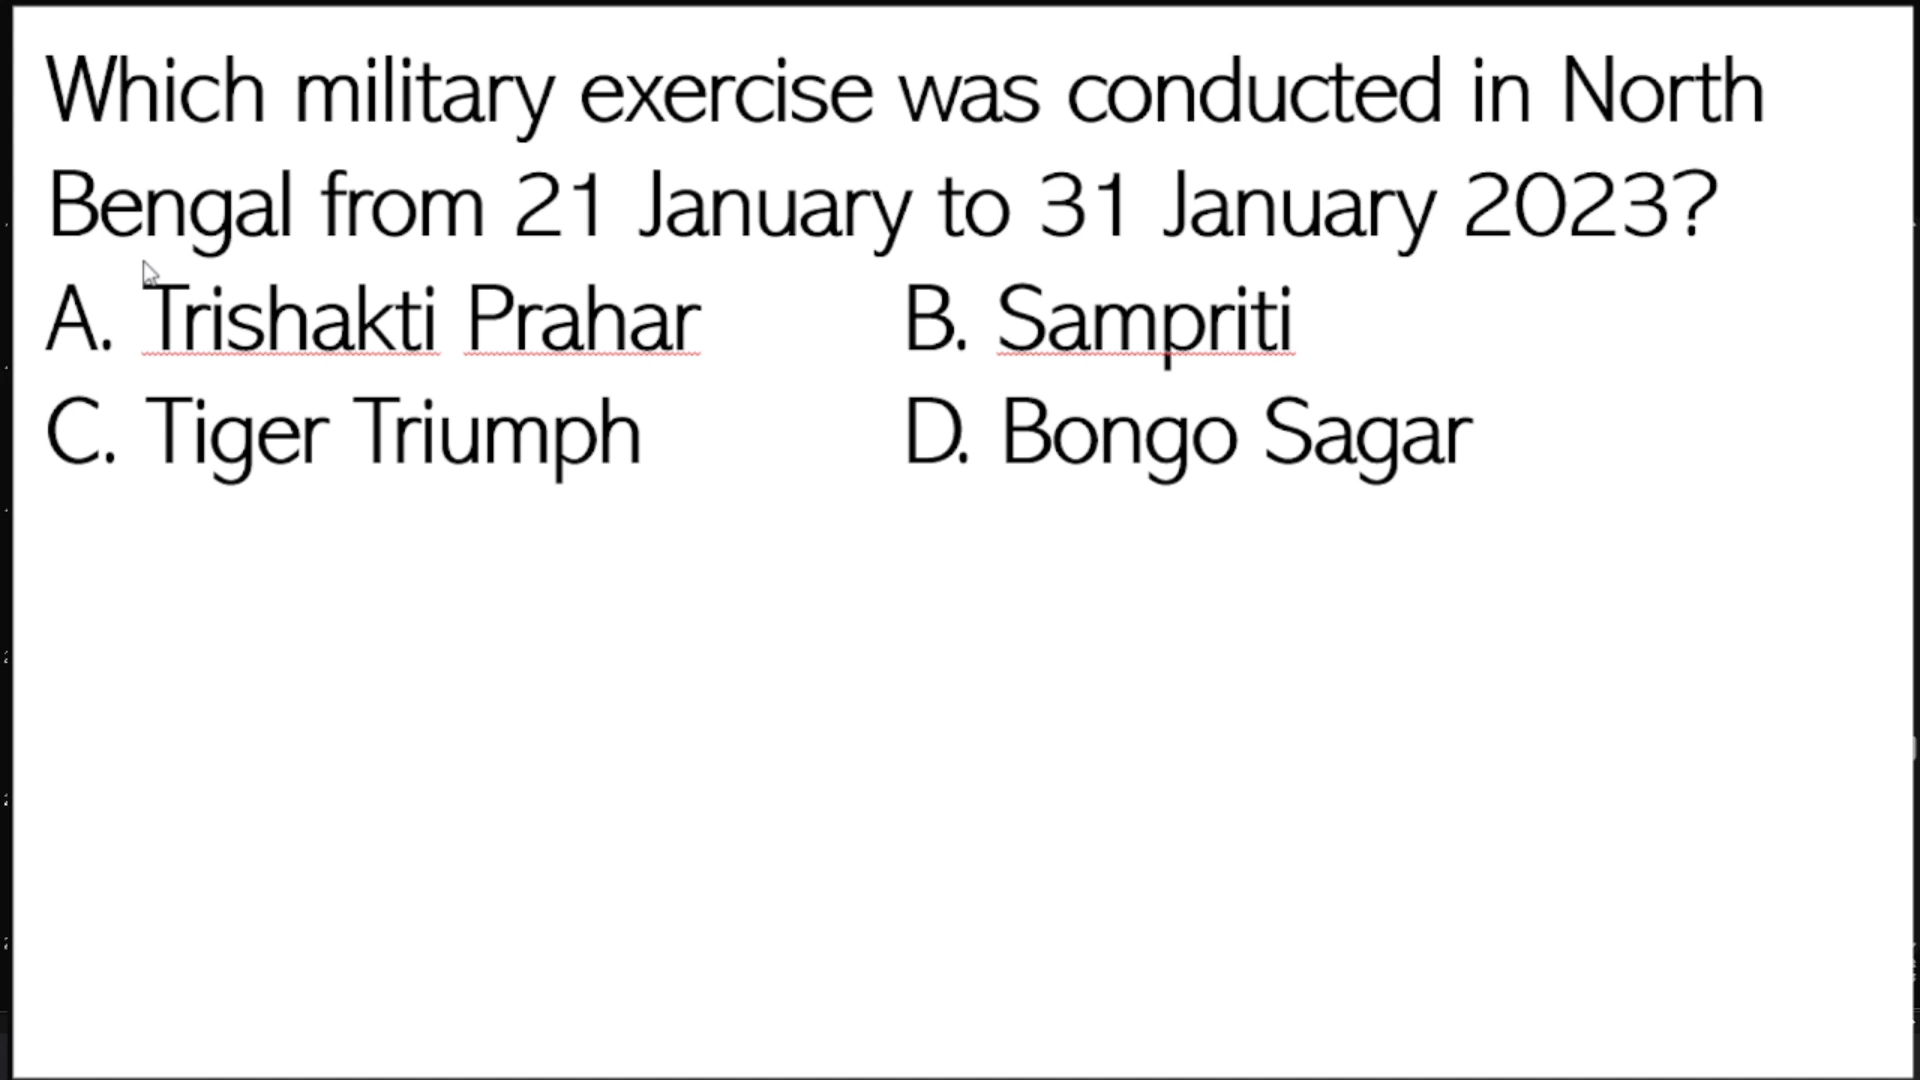 Which military exercise was conducted in North
Bengal from 21 January to 31 January 2023?
A. Trishakti Prahar B. Sampriti
C. Tiger Triumph D. Bongo Sagar